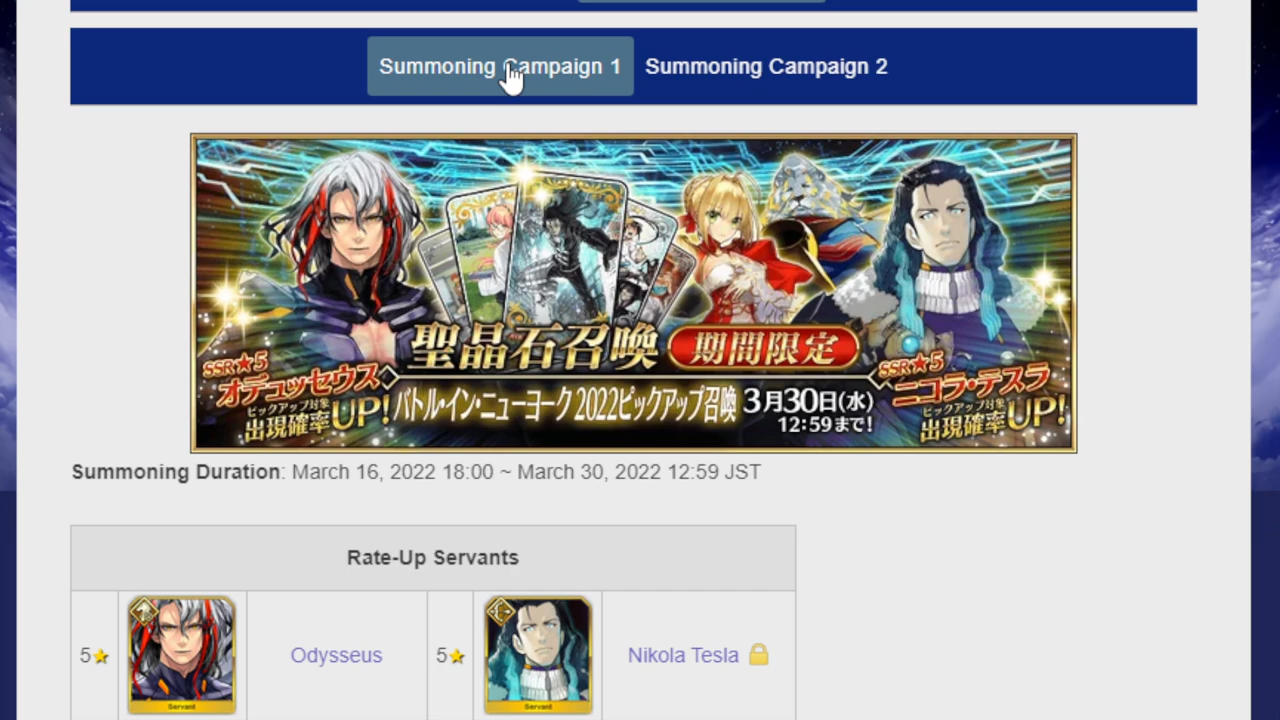 Summoning Campaign 1 Summoning Campaign 2
聖晶石召喚 期間限定
SSR★5
オデュッセウス
ピックアップ対象
出現確率UP!
バトル・イン・ニューヨーク2022ピックアップ召喚 3月30日(水)
12:59まで!
SSR★5
ニコラ・テスラ
ピックアップ対象
出現確率UP!
Summoning Duration: March 16, 2022 18:00 ~ March 30, 2022 12:59 JST
Rate-Up Servants
5★ Odysseus 5★ Nikola Tesla
Servant Servant